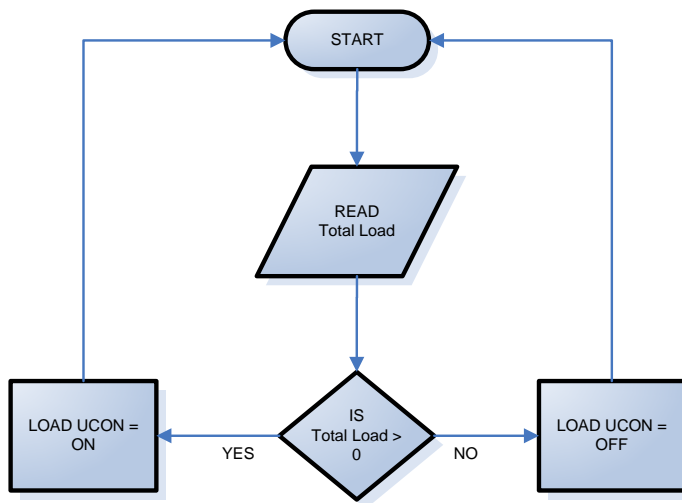 START
READ
Total Load
IS
Total Load >
0
LOAD UCON =
ON
YES
NO
LOAD UCON =
OFF